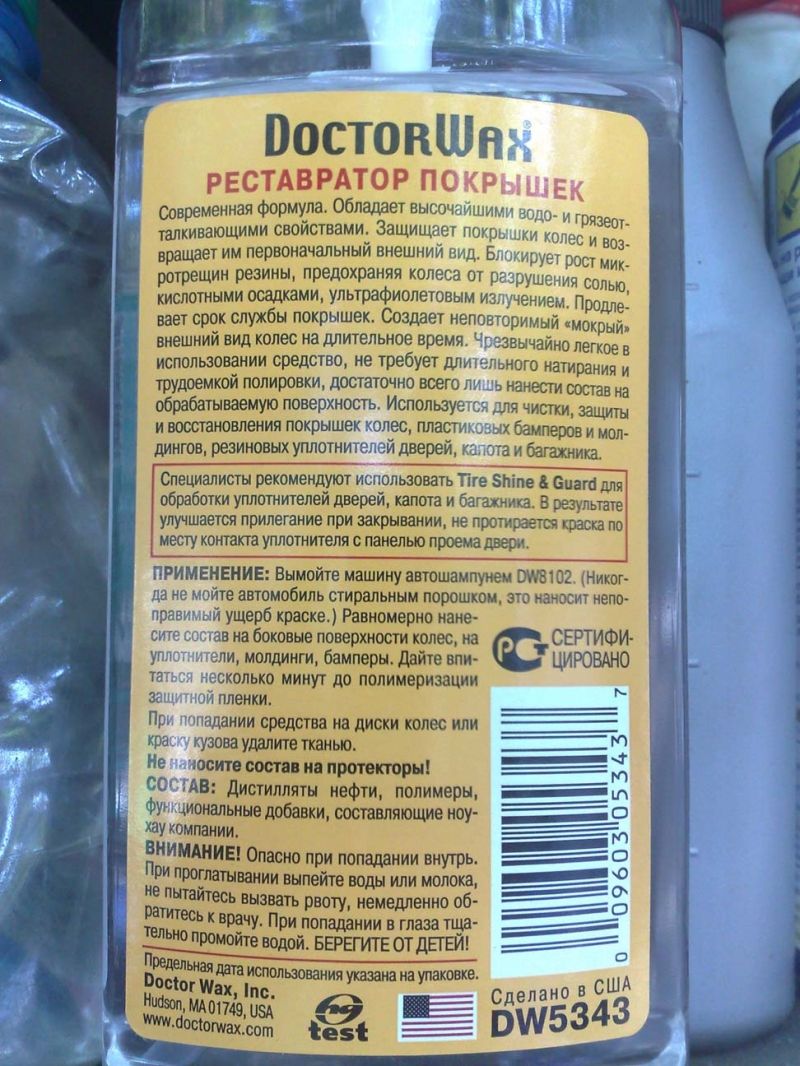 DOCTORWAX®
РЕСТАВРАТОР ПОКРЫШЕК
Современная формула. Обладает высочайшими водо- и грязеот-
талкивающими свойствами. Защищает покрышки колес и воз-
вращает им первоначальный внешний вид. Блокирует рост мик-
ротрещин резины, предохраняя колеса от разрушения солью,
кислотными осадками, ультрафиолетовым излучением. Продле-
вает срок службы покрышек. Создает неповторимый «мокрый»
внешний вид колес на длительное время. Чрезвычайно легкое в
использовании средство, не требует длительного натирания и
трудоемкой полировки, достаточно всего лишь нанести состав на
обрабатываемую поверхность. Используется для чистки, защиты
и восстановления покрышек колес, пластиковых бамперов и мол-
дингов, резиновых уплотнителей дверей, капота и багажника.
Специалисты рекомендуют использовать Tire Shine & Guard для
обработки уплотнителей дверей, капота и багажника. В результате
улучшается прилегание при закрывании, не протирается краска по
месту контакта уплотнителя с панелью проема двери.
ПРИМЕНЕНИЕ: Вымойте машину автошампунем DW8102. (Никог-
да не мойте автомобиль стиральным порошком, это наносит непо-
правимый ущерб краске.) Равномерно нане-
сите состав на боковые поверхности колес, на
уплотнители, молдинги, бамперы. Дайте впи-
таться несколько минут до полимеризации
защитной пленки.
При попадании средства на диски колес или
краску кузова удалите тканью.
Не наносите состав на протекторы!
СОСТАВ: Дистилляты нефти, полимеры,
функциональные добавки, составляющие ноу-
хау компании.
ВНИМАНИЕ! Опасно при попадании внутрь.
При проглатывании выпейте воды или молока,
не пытайтесь вызвать рвоту, немедленно об-
ратитесь к врачу. При попадании в глаза тща-
тельно промойте водой. БЕРЕГИТЕ ОТ ДЕТЕЙ!
Предельная дата использования указана на упаковке.
Doctor Wax, Inc.
Hudson, MA 01749, USA
www.doctorwax.com
test
РСТ
СЕРТИФИ-
ЦИРОВАНО
0 09603 05343 7
Сделано в США
DW5343